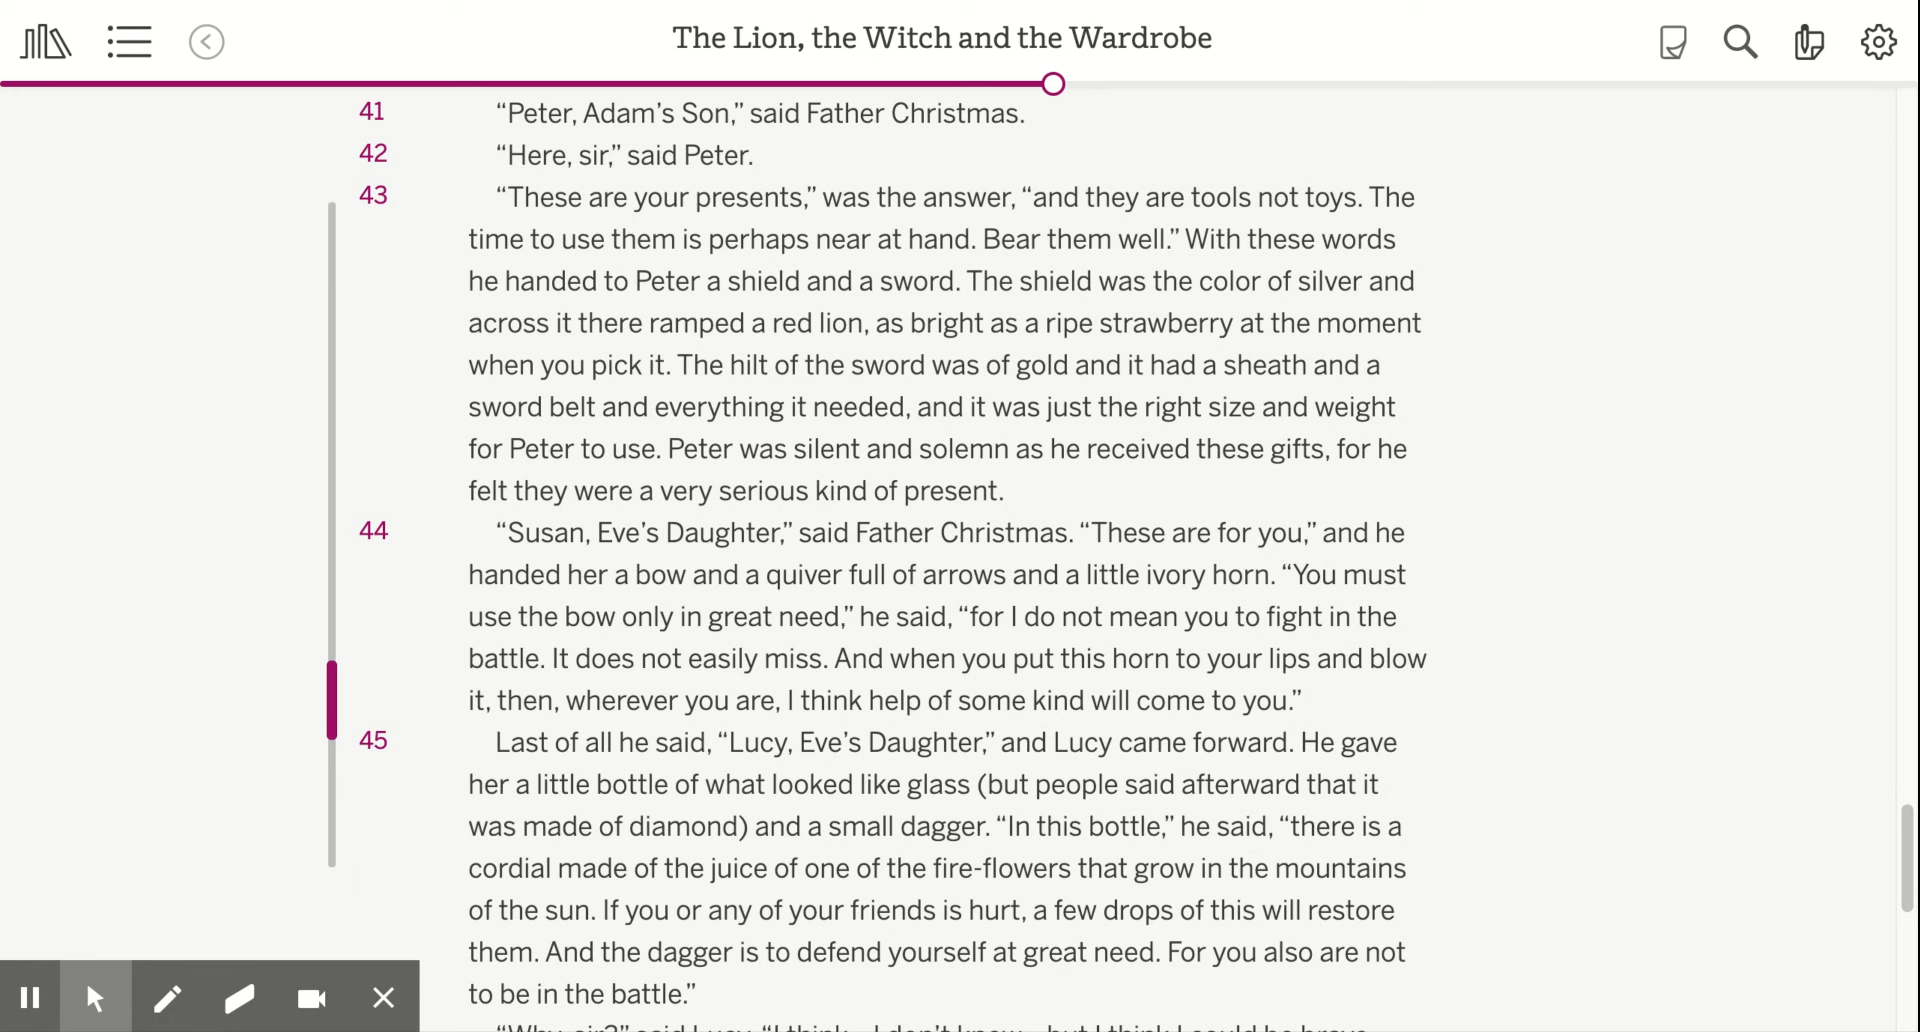 The Lion, the Witch and the Wardrobe
41 “Peter, Adam’s Son,” said Father Christmas.
42 “Here, sir,” said Peter.
43 “These are your presents,” was the answer, “and they are tools not toys. The
time to use them is perhaps near at hand. Bear them well.” With these words
he handed to Peter a shield and a sword. The shield was the color of silver and
across it there ramped a red lion, as bright as a ripe strawberry at the moment
when you pick it. The hilt of the sword was of gold and it had a sheath and a
sword belt and everything it needed, and it was just the right size and weight
for Peter to use. Peter was silent and solemn as he received these gifts, for he
felt they were a very serious kind of present.
44 “Susan, Eve’s Daughter,” said Father Christmas. “These are for you,” and he
handed her a bow and a quiver full of arrows and a little ivory horn. “You must
use the bow only in great need,” he said, “for I do not mean you to fight in the
battle. It does not easily miss. And when you put this horn to your lips and blow
it, then, wherever you are, I think help of some kind will come to you.”
45 Last of all he said, “Lucy, Eve’s Daughter,” and Lucy came forward. He gave
her a little bottle of what looked like glass (but people said afterward that it
was made of diamond) and a small dagger. “In this bottle,” he said, “there is a
cordial made of the juice of one of the fire-flowers that grow in the mountains
of the sun. If you or any of your friends is hurt, a few drops of this will restore
them. And the dagger is to defend yourself at great need. For you also are not
to be in the battle.”
“Why, sir?” said Lucy. “I think—I don’t know—but I think I could be brave